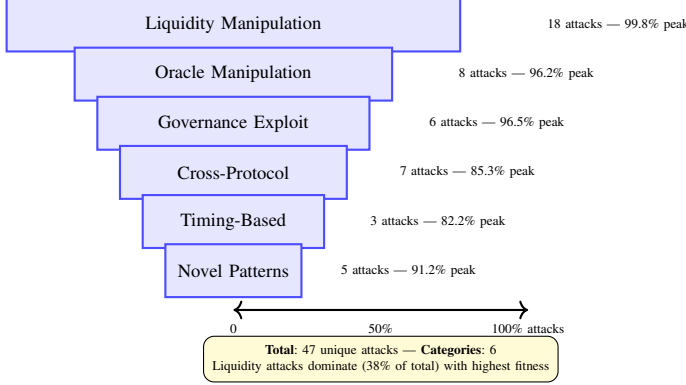 Liquidity Manipulation 18 attacks — 99.8% peak
Oracle Manipulation 8 attacks — 96.2% peak
Governance Exploit 6 attacks — 96.5% peak
Cross-Protocol 7 attacks — 85.3% peak
Timing-Based 3 attacks — 82.2% peak
Novel Patterns 5 attacks — 91.2% peak
0 50% 100% attacks
Total: 47 unique attacks — Categories: 6
Liquidity attacks dominate (38% of total) with highest fitness